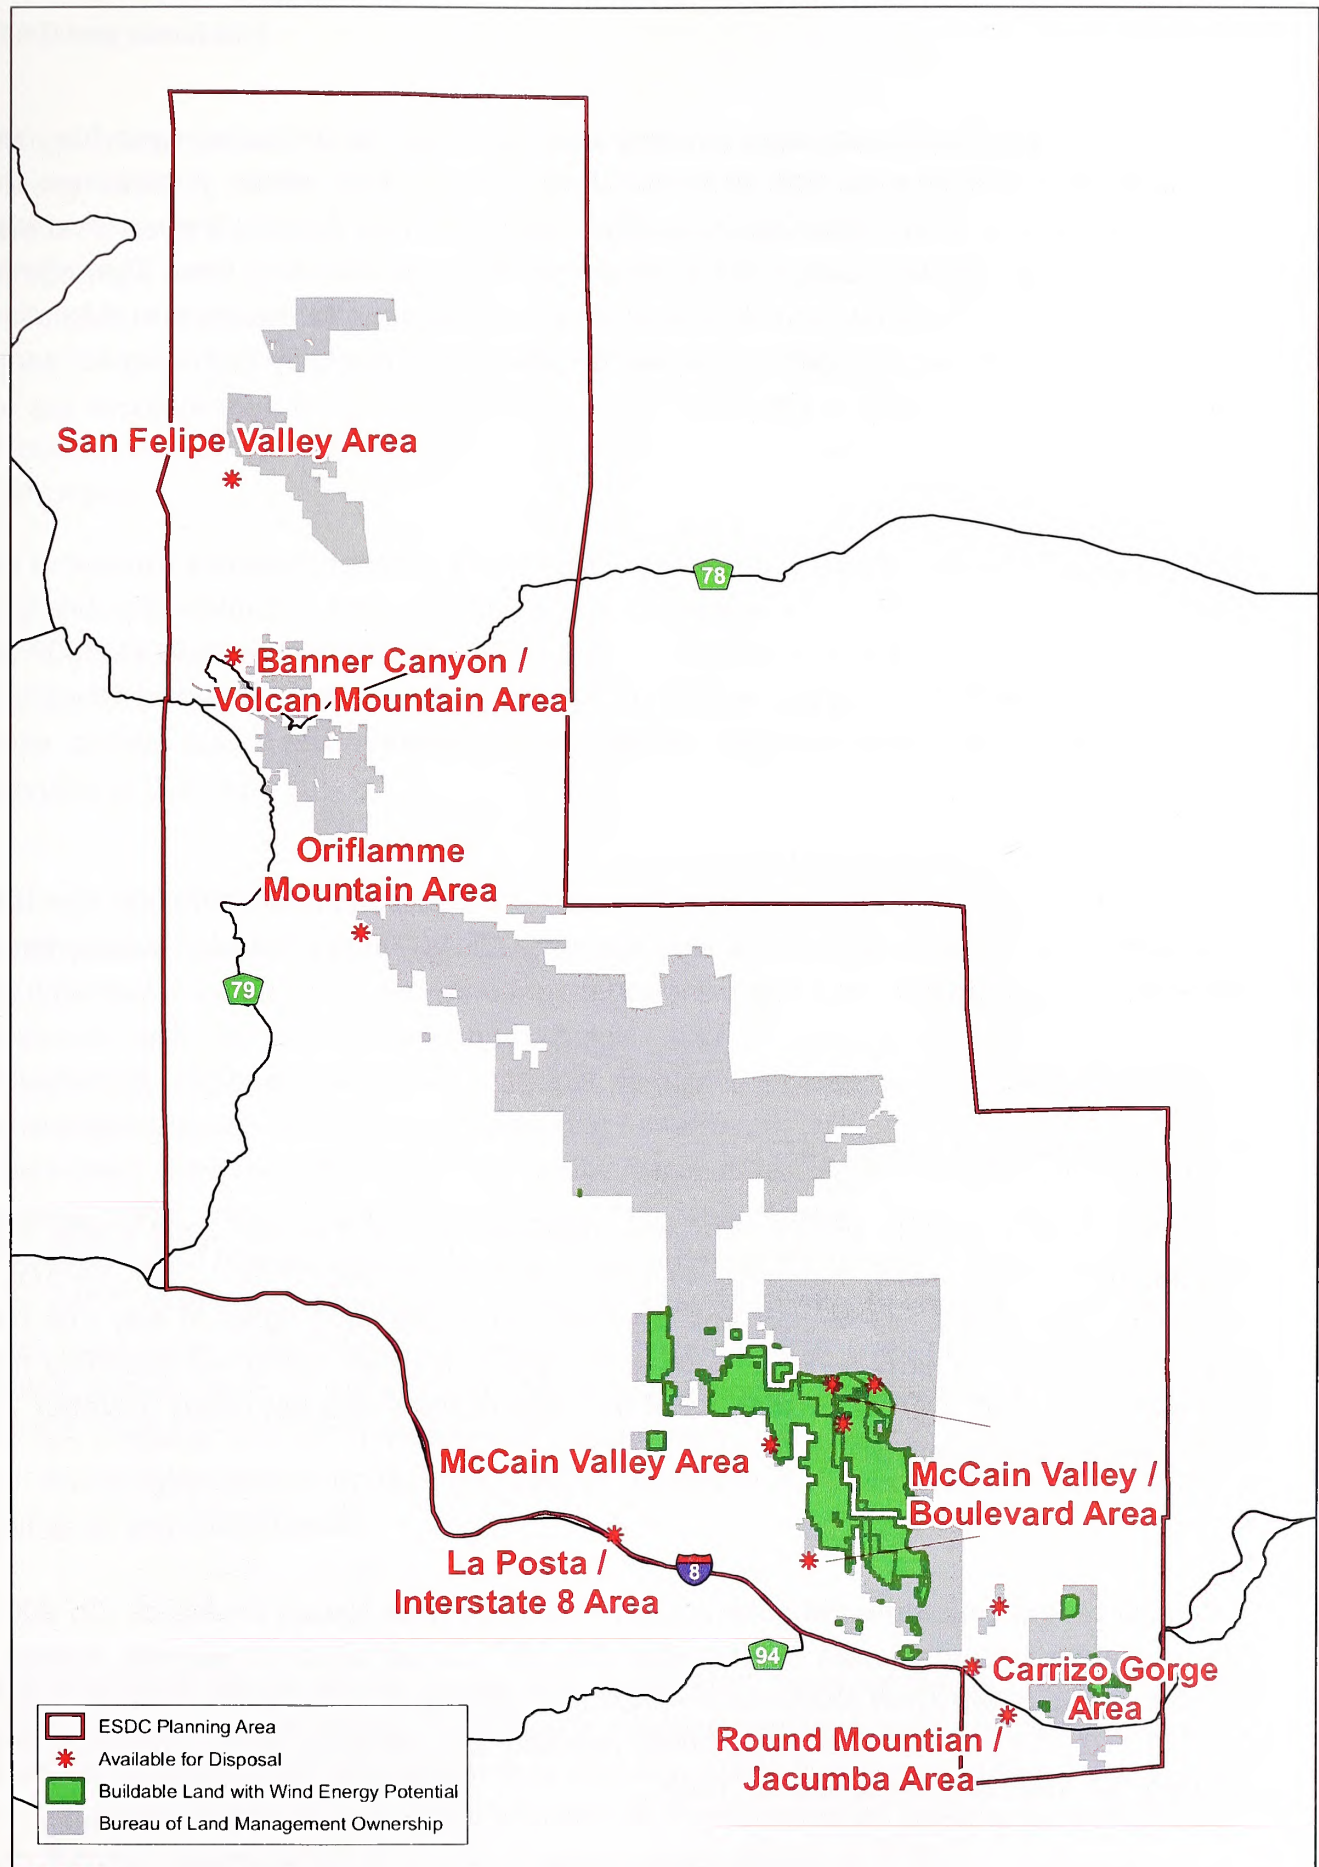 San Felipe Valley Area
78
Banner Canyon /
Volcan Mountain Area
Oriflamme
Mountain Area
79
McCain Valley Area
McCain Valley /
Boulevard Area
La Posta /
Interstate 8 Area
8
94
Carrizo Gorge
Area
Round Mountian /
Jacumba Area
ESDC Planning Area
Available for Disposal
Buildable Land with Wind Energy Potential
Bureau of Land Management Ownership